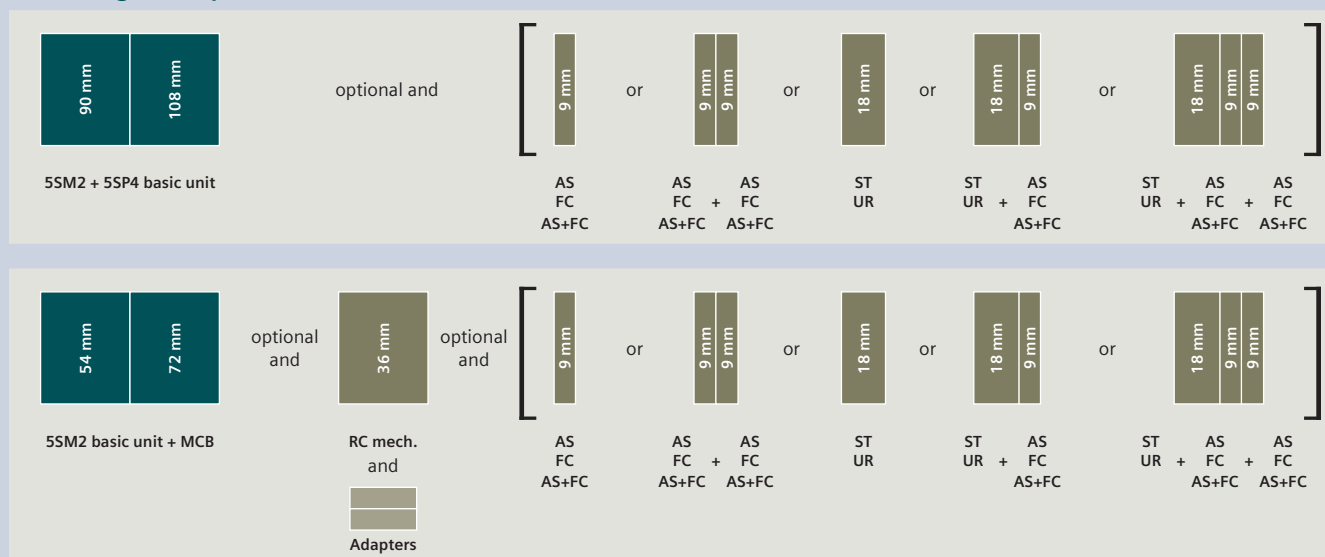 90 mm
108 mm
optional and
9 mm
or
9 mm
9 mm
or
18 mm
or
18 mm
9 mm
or
18 mm
9 mm
9 mm
5SM2 + 5SP4 basic unit
AS
FC
AS+FC
AS AS
FC + FC
AS+FC AS+FC
ST
UR
ST AS
UR + FC
AS+FC
ST AS AS
UR + FC + FC
AS+FC AS+FC
54 mm
72 mm
optional
and
36 mm
optional
and
9 mm
or
9 mm
9 mm
or
18 mm
or
18 mm
9 mm
or
18 mm
9 mm
9 mm
5SM2 basic unit + MCB
RC mech.
and
Adapters
AS
FC
AS+FC
AS AS
FC + FC
AS+FC AS+FC
ST
UR
ST AS
UR + FC
AS+FC
ST AS AS
UR + FC + FC
AS+FC AS+FC